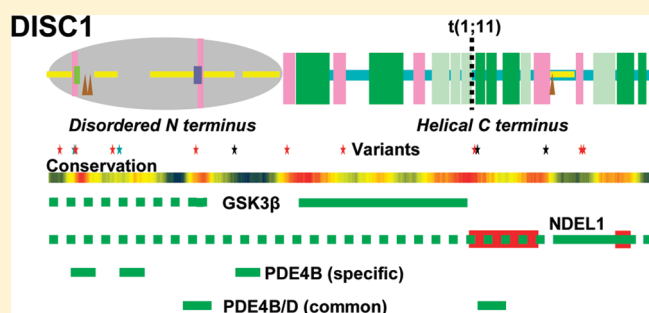 DISC1
t(1;11)
Disordered N terminus Helical C terminus
Variants
Conservation
GSK3β
NDEL1
PDE4B (specific)
PDE4B/D (common)